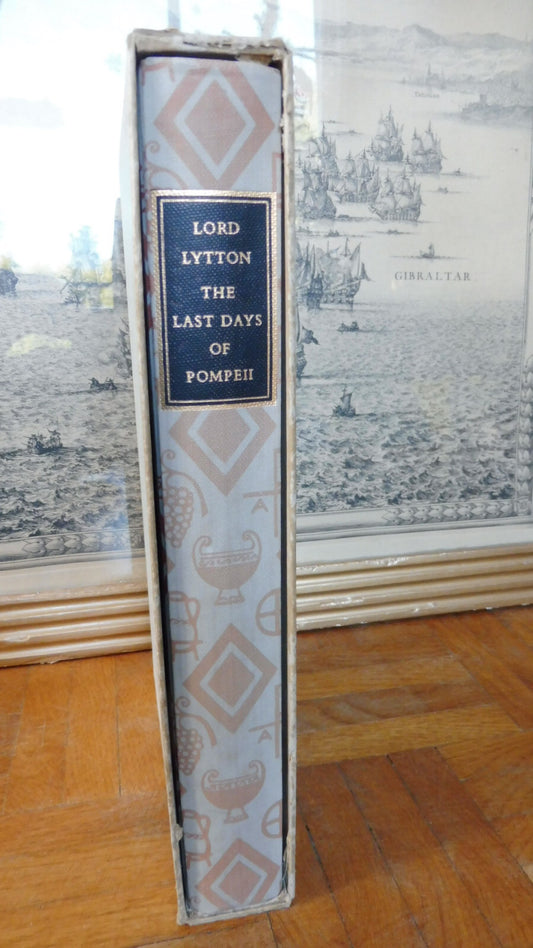 LORD
LYTTON
THE
LAST DAYS
OF
POMPEII
GIBRALTAR